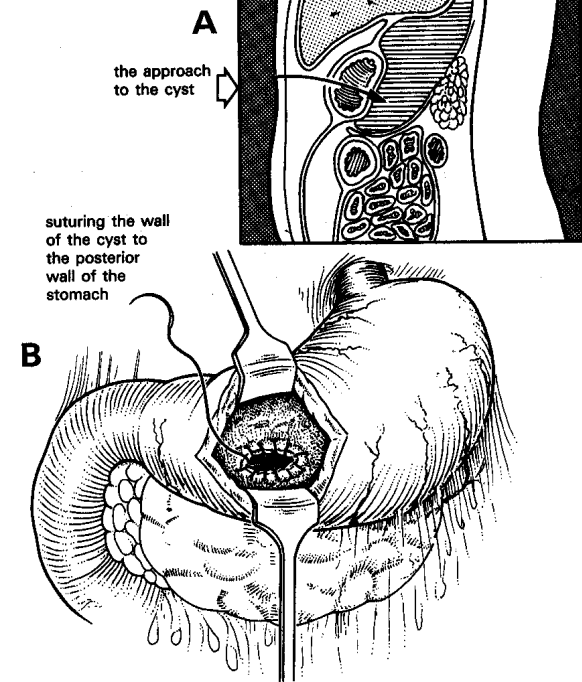 A
the approach
to the cyst
suturing the wall
of the cyst to
the posterior
wall of the
stomach
B